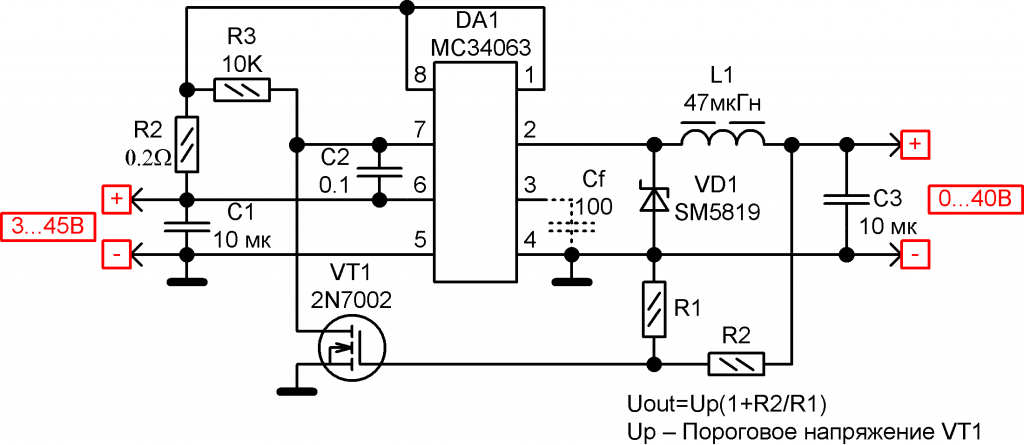 DA1
MC34063
R3
10K
8
1
L1
47мкГн
R2
0.2Ω
7
2
C2
0.1
+
+
6
3
Cf
100
VD1
SM5819
C3
10 мк
3...45В
0...40В
C1
10 мк
-
5
4
-
VT1
2N7002
R1
R2
Uout=Up(1+R2/R1)
Up – Пороговое напряжение VT1